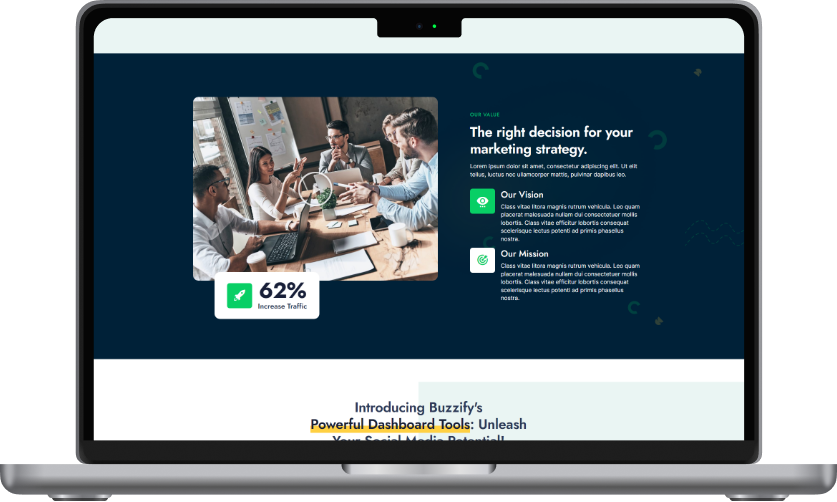 OUR VALUE
The right decision for your
marketing strategy.
Lorem ipsum dolor sit amet, consectetur adipiscing elit. Ut elit
tellus, luctus nec ullamcorper mattis, pulvinar dapibus leo.
Our Vision
Class vitae litora magnis rutrum vehicula. Leo quam
placerat malesuada nullam dui consectetuer mollis
lobortis. Class vitae efficitur lobortis consequat
scelerisque lectus potenti ad primis phasellus
nostra.
Our Mission
Class vitae litora magnis rutrum vehicula. Leo quam
placerat malesuada nullam dui consectetuer mollis
lobortis. Class vitae efficitur lobortis consequat
scelerisque lectus potenti ad primis phasellus
nostra.
62%
Increase Traffic
Introducing Buzzify's
Powerful Dashboard Tools: Unleash
Your Social Media Potential!